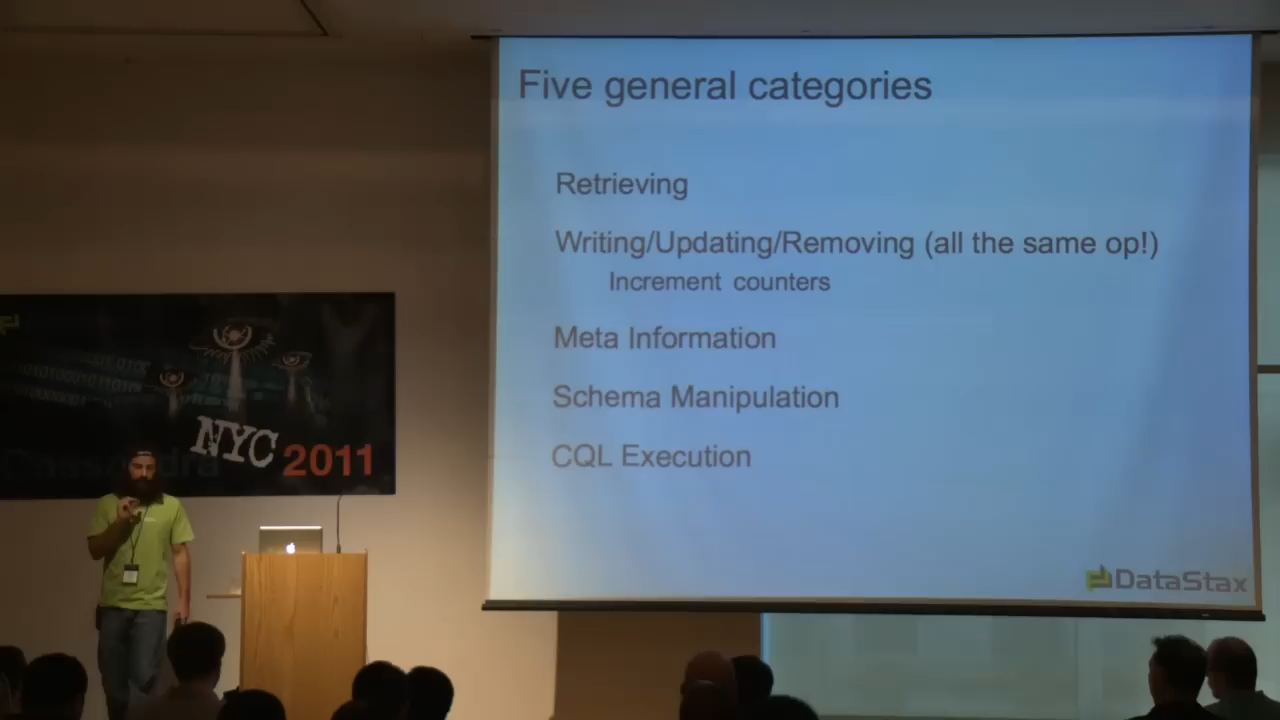 Five general categories
Retrieving
Writing/Updating/Removing (all the same op!)
Increment counters
Meta Information
Schema Manipulation
CQL Execution
DataStax
NYC 2011